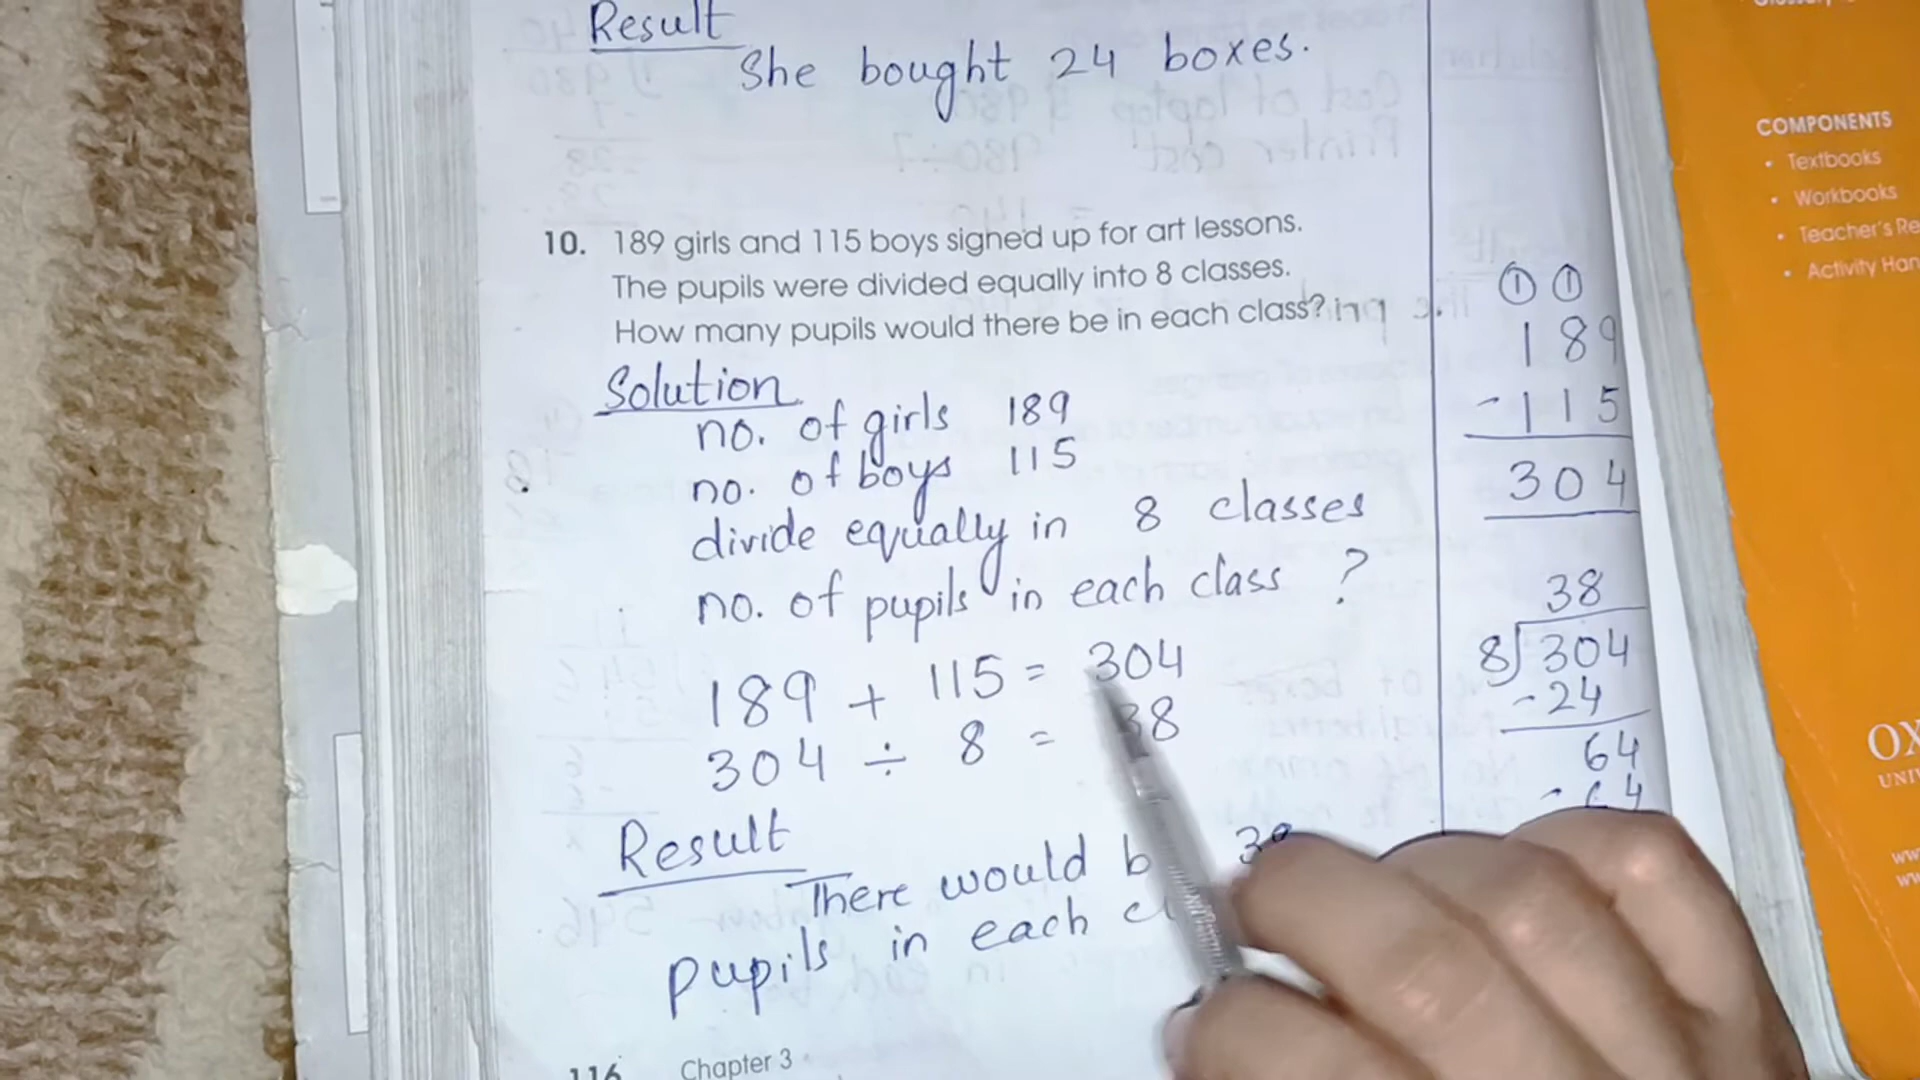 Result
She bought 24 boxes.
10. 189 girls and 115 boys signed up for art lessons.
The pupils were divided equally into 8 classes.
How many pupils would there be in each class?
Solution
no. of girls 189
no. of boys 115
divide equally in 8 classes
no. of pupils in each class ?
189 + 115 = 304
304 ÷ 8 = 38
Result
There would
pupils in each
116 Chapter 3
1 1
189
- 115
304
38
8)304
- 24
64
COMPONENTS
• Textbooks
• Workbooks
• Teacher's
• Activity